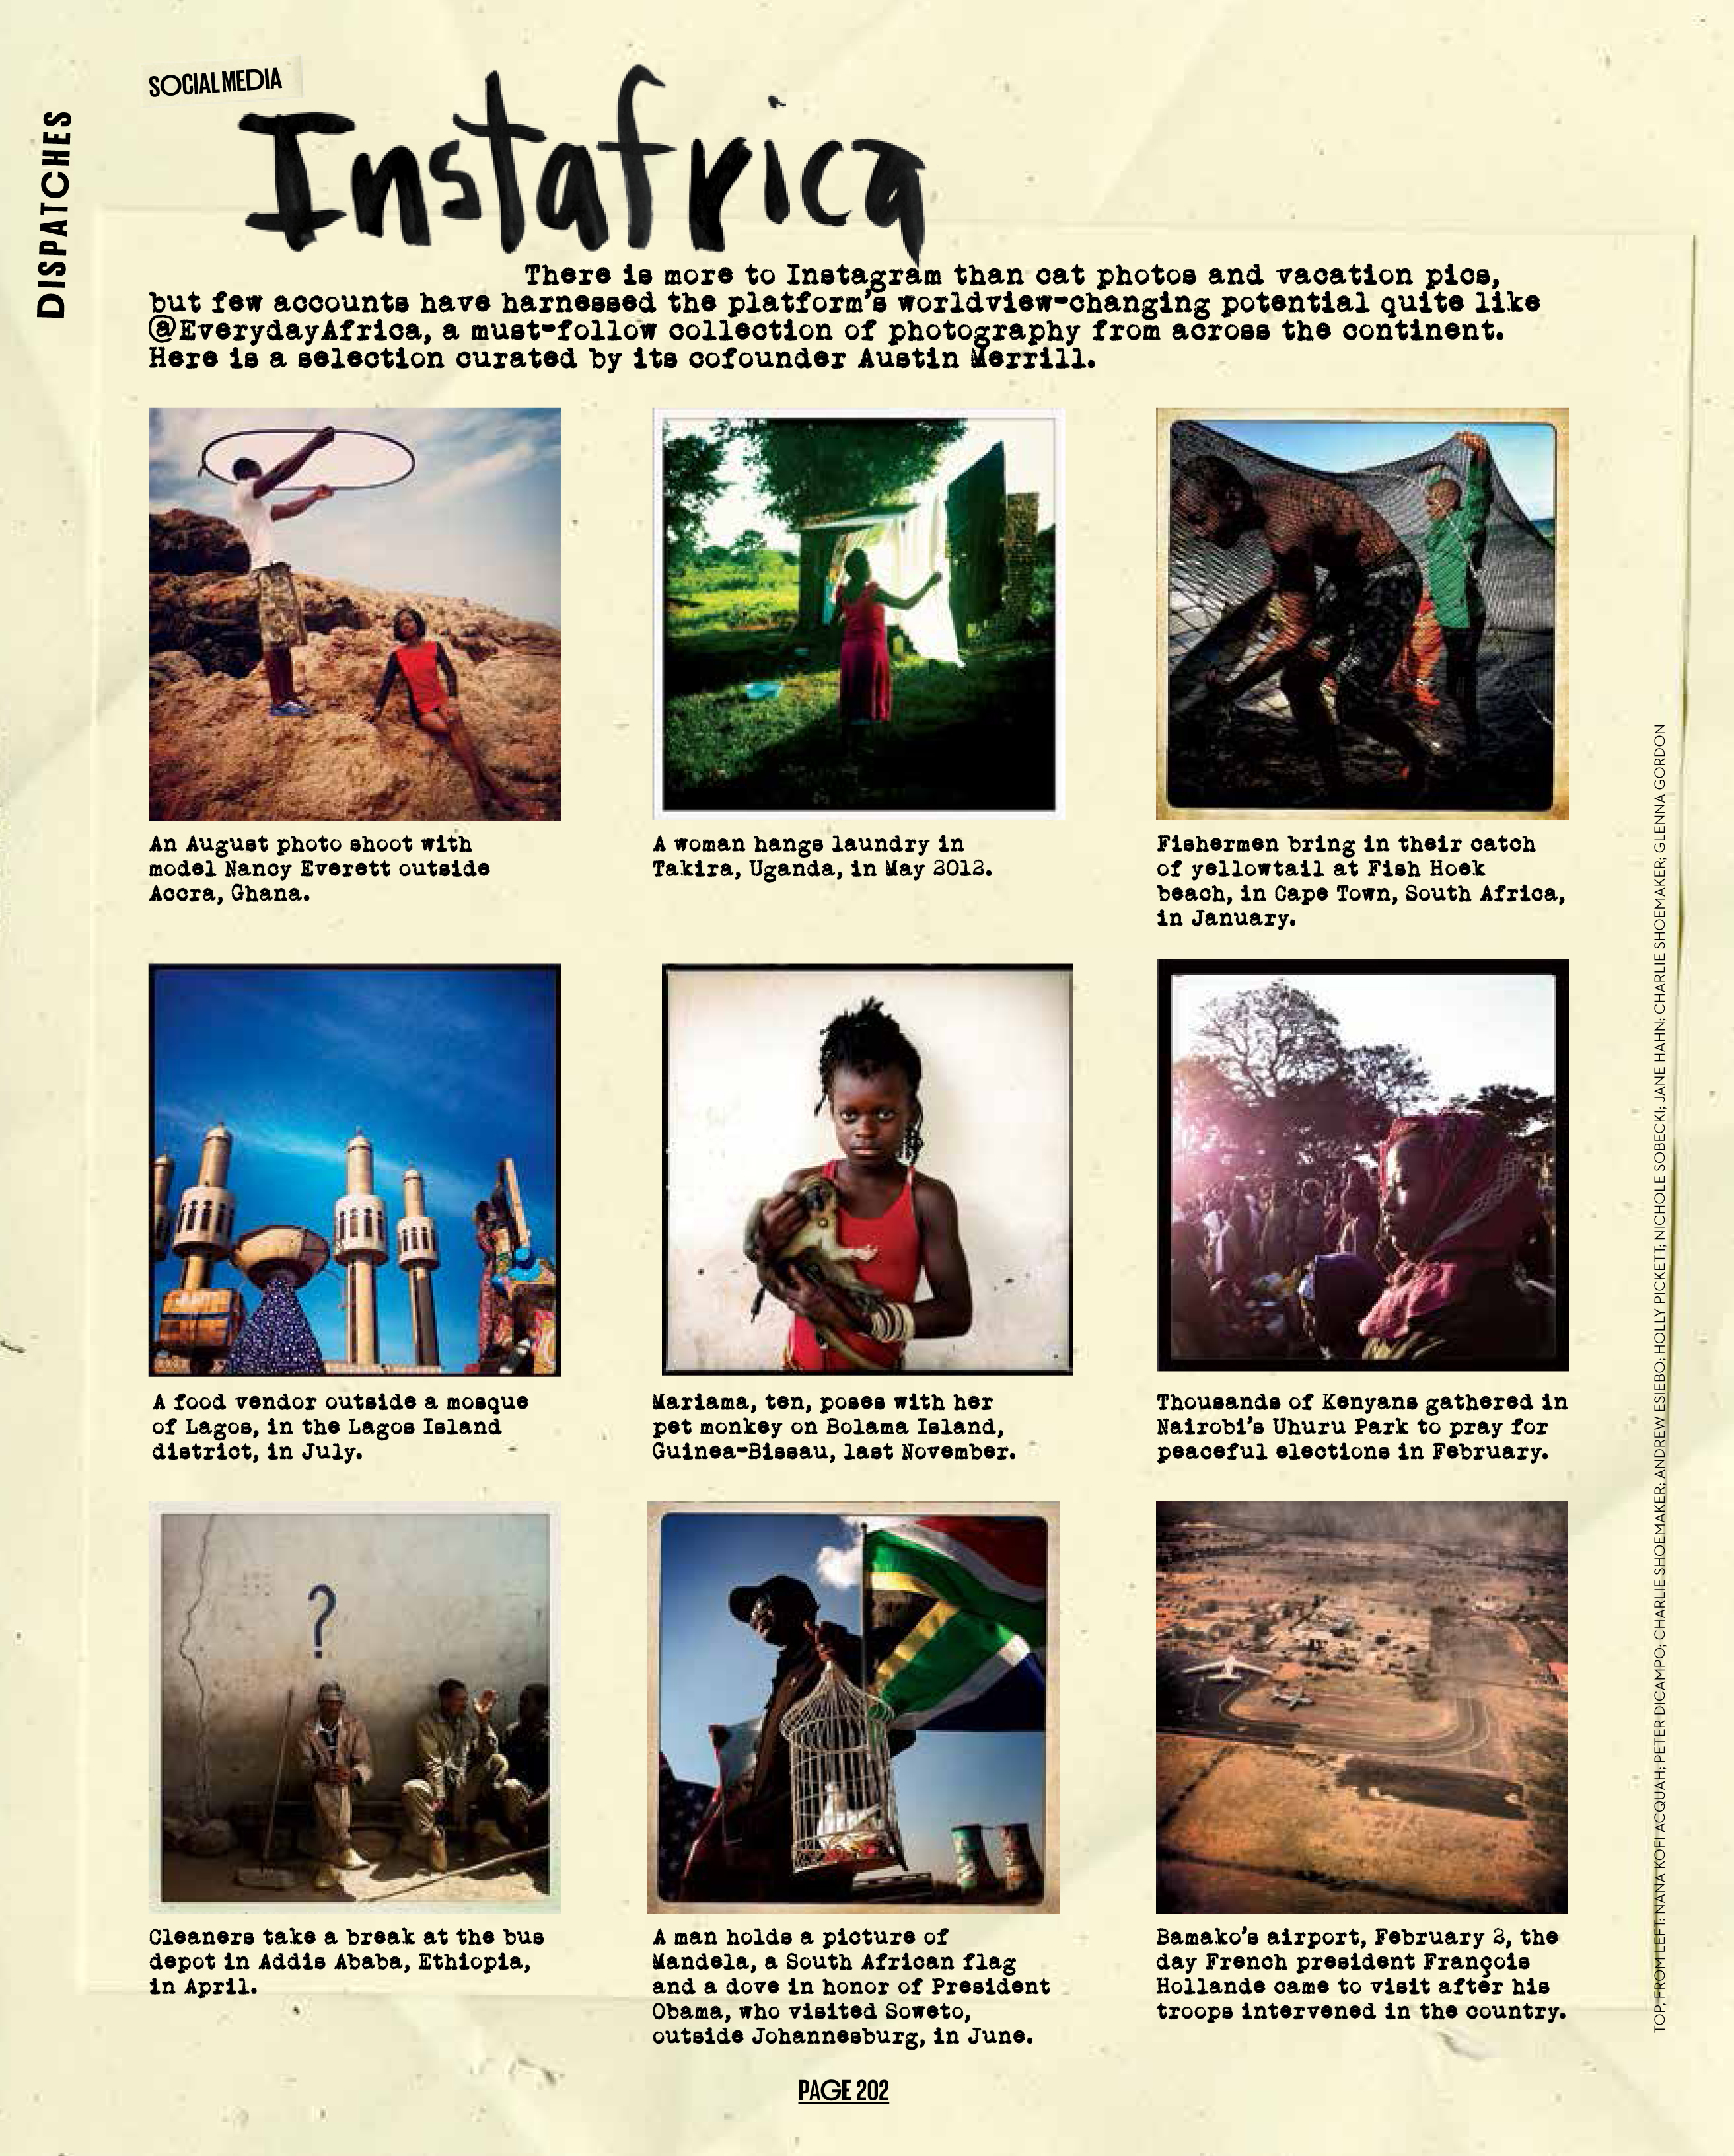 DISPATCHES
SOCIAL MEDIA
Instafrica
There is more to Instagram than cat photos and vacation pics,
but few accounts have harnessed the platform's worldview-changing potential quite like
@EverydayAfrica, a must-follow collection of photography from across the continent.
Here is a selection curated by its cofounder Austin Merrill.
An August photo shoot with
model Nancy Everett outside
Accra, Ghana.
A woman hangs laundry in
Takira, Uganda, in May 2012.
Fishermen bring in their catch
of yellowtail at Fish Hoek
beach, in Cape Town, South Africa,
in January.
A food vendor outside a mosque
of Lagos, in the Lagos Island
district, in July.
Mariama, ten, poses with her
pet monkey on Bolama Island,
Guinea-Bissau, last November.
Thousands of Kenyans gathered in
Nairobi's Uhuru Park to pray for
peaceful elections in February.
?
Cleaners take a break at the bus
depot in Addis Ababa, Ethiopia,
in April.
A man holds a picture of
Mandela, a South African flag
and a dove in honor of President
Obama, who visited Soweto,
outside Johannesburg, in June.
Bamako's airport, February 2, the
day French president François
Hollande came to visit after his
troops intervened in the country.
TOP, FROM LEFT: NANA KOFI ACQUAH; PETER DICAMPO; CHARLIE SHOEMAKER; ANDREW ESIEBO; HOLLY PICKETT; NICHOLE SOBECKI; JANE HAHN; CHARLIE SHOEMAKER; GLENNA GORDON
PAGE 202